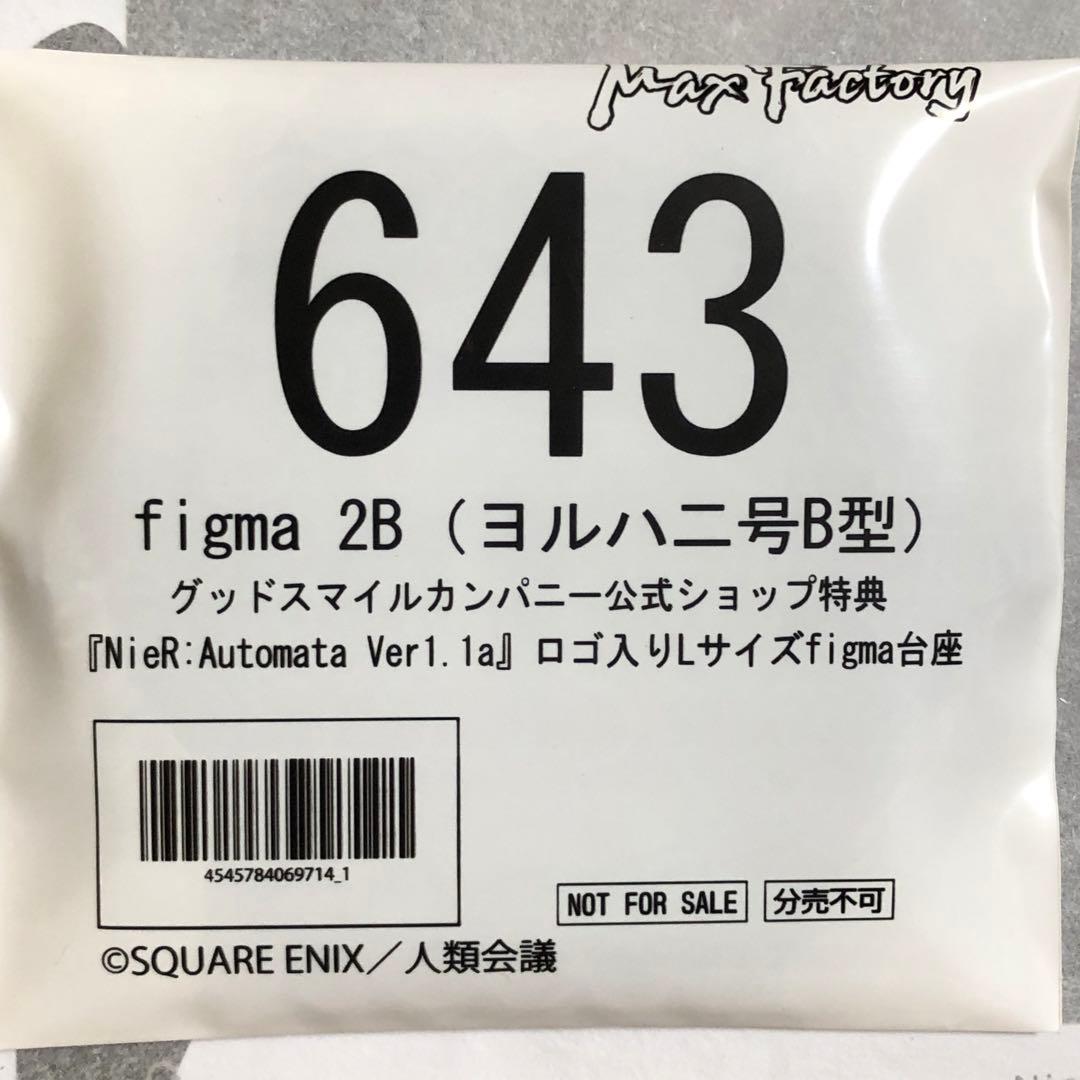 Max Factory
643
figma 2B (ヨルハ二号B型)
グッドスマイルカンパニー公式ショップ特典
『NieR:Automata Ver1.1a』ロゴ入りLサイズfigma台座
4545784069714_1
NOT FOR SALE 分売不可
©SQUARE ENIX／人類会議